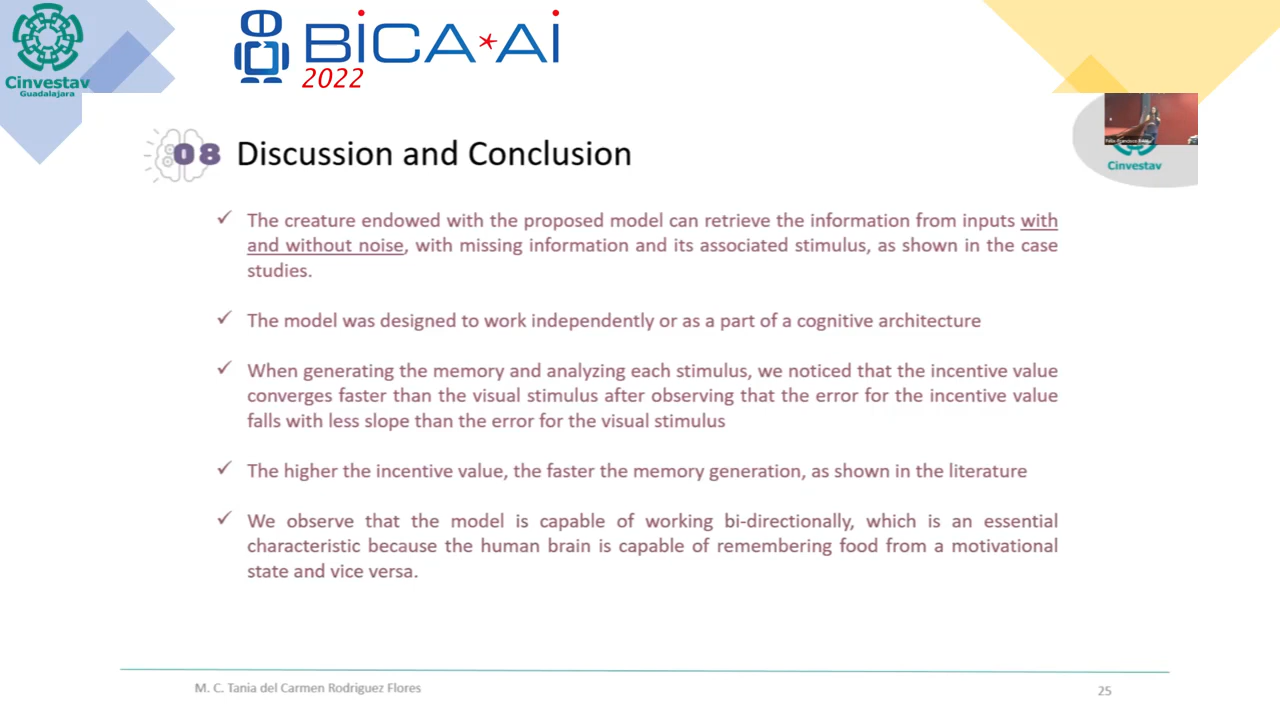 Cinvestav
Guadalajara
BiCA*Ai
2022
08 Discussion and Conclusion
Cinvestav
✓ The creature endowed with the proposed model can retrieve the information from inputs with
and without noise, with missing information and its associated stimulus, as shown in the case
studies.
✓ The model was designed to work independently or as a part of a cognitive architecture
✓ When generating the memory and analyzing each stimulus, we noticed that the incentive value
converges faster than the visual stimulus after observing that the error for the incentive value
falls with less slope than the error for the visual stimulus
✓ The higher the incentive value, the faster the memory generation, as shown in the literature
✓ We observe that the model is capable of working bi-directionally, which is an essential
characteristic because the human brain is capable of remembering food from a motivational
state and vice versa.
M. C. Tania del Carmen Rodriguez Flores
25